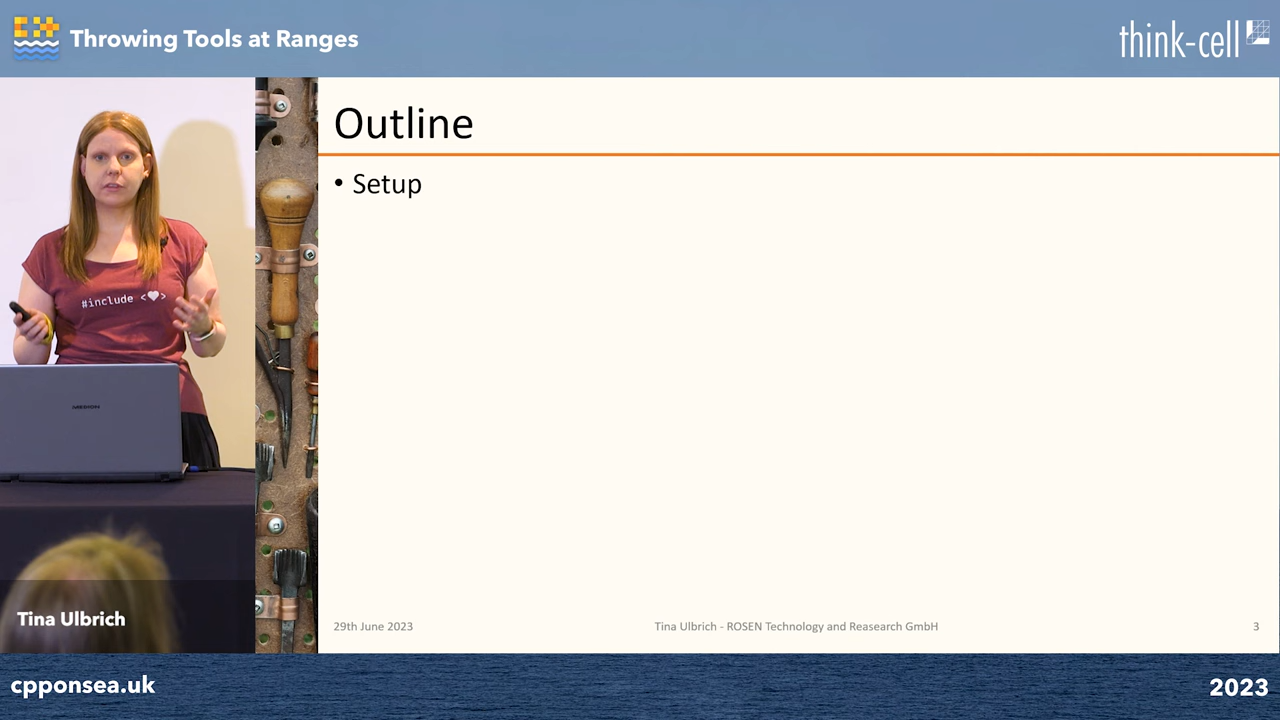 Throwing Tools at Ranges
think-cell
Outline
• Setup
#include <🤍>
MEDION
Tina Ulbrich
29th June 2023
Tina Ulbrich - ROSEN Technology and Reasearch GmbH
3
cpponsea.uk
2023